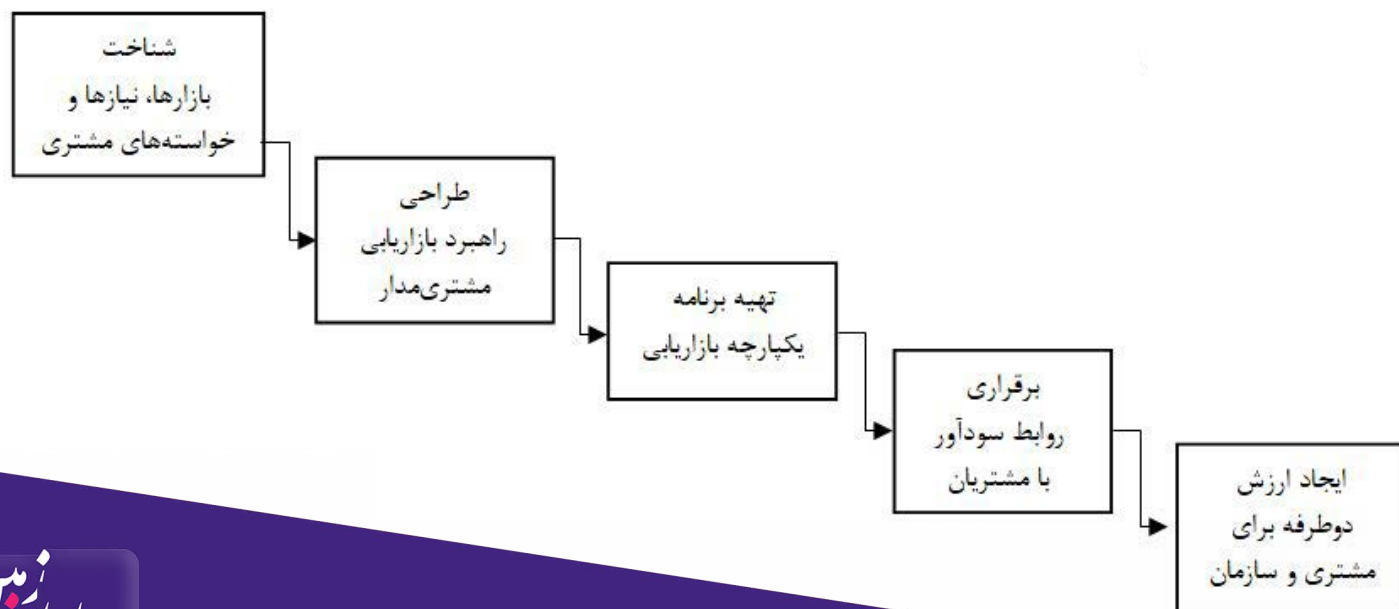 شناخت
بازارها، نیازها و
خواسته‌های مشتری
طراحی
راهبرد بازاریابی
مشتری‌مدار
تهیه برنامه
یکپارچه بازاریابی
برقراری
روابط سودآور
با مشتریان
ایجاد ارزش
دوطرفه برای
مشتری و سازمان